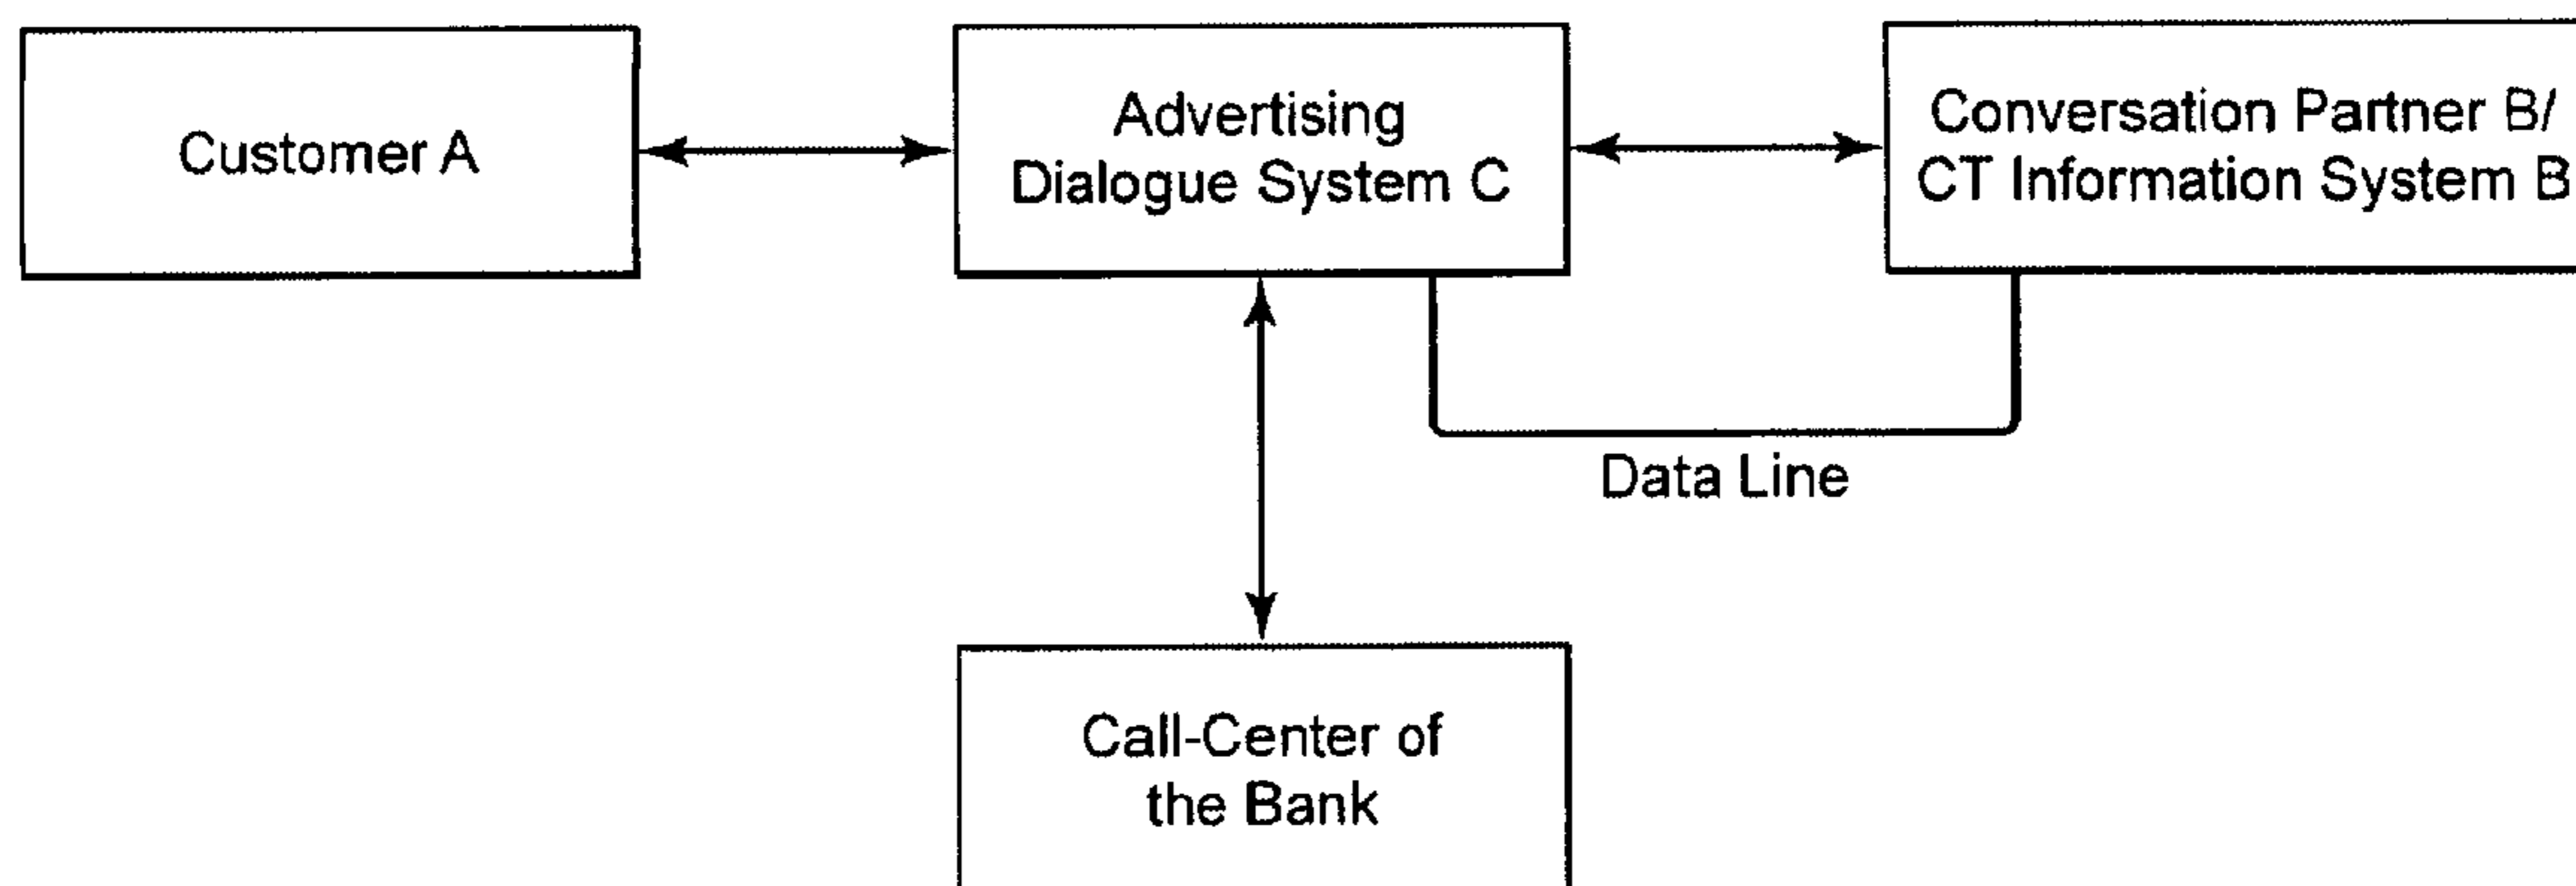 Customer A
Advertising
Dialogue System C
Conversation Partner B/
CT Information System B
Data Line
Call-Center of
the Bank